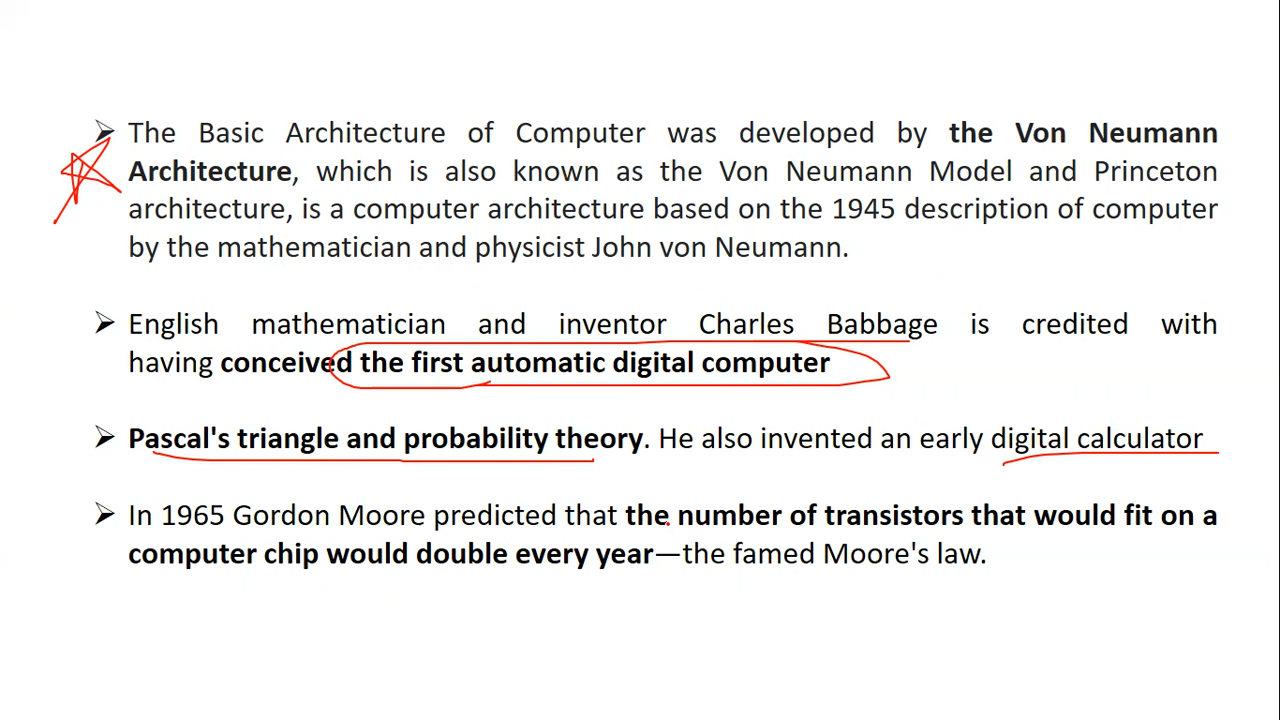 ➢ The Basic Architecture of Computer was developed by the Von Neumann
Architecture, which is also known as the Von Neumann Model and Princeton
architecture, is a computer architecture based on the 1945 description of computer
by the mathematician and physicist John von Neumann.
➢ English mathematician and inventor Charles Babbage is credited with
having conceived the first automatic digital computer
➢ Pascal's triangle and probability theory. He also invented an early digital calculator
➢ In 1965 Gordon Moore predicted that the number of transistors that would fit on a
computer chip would double every year—the famed Moore's law.